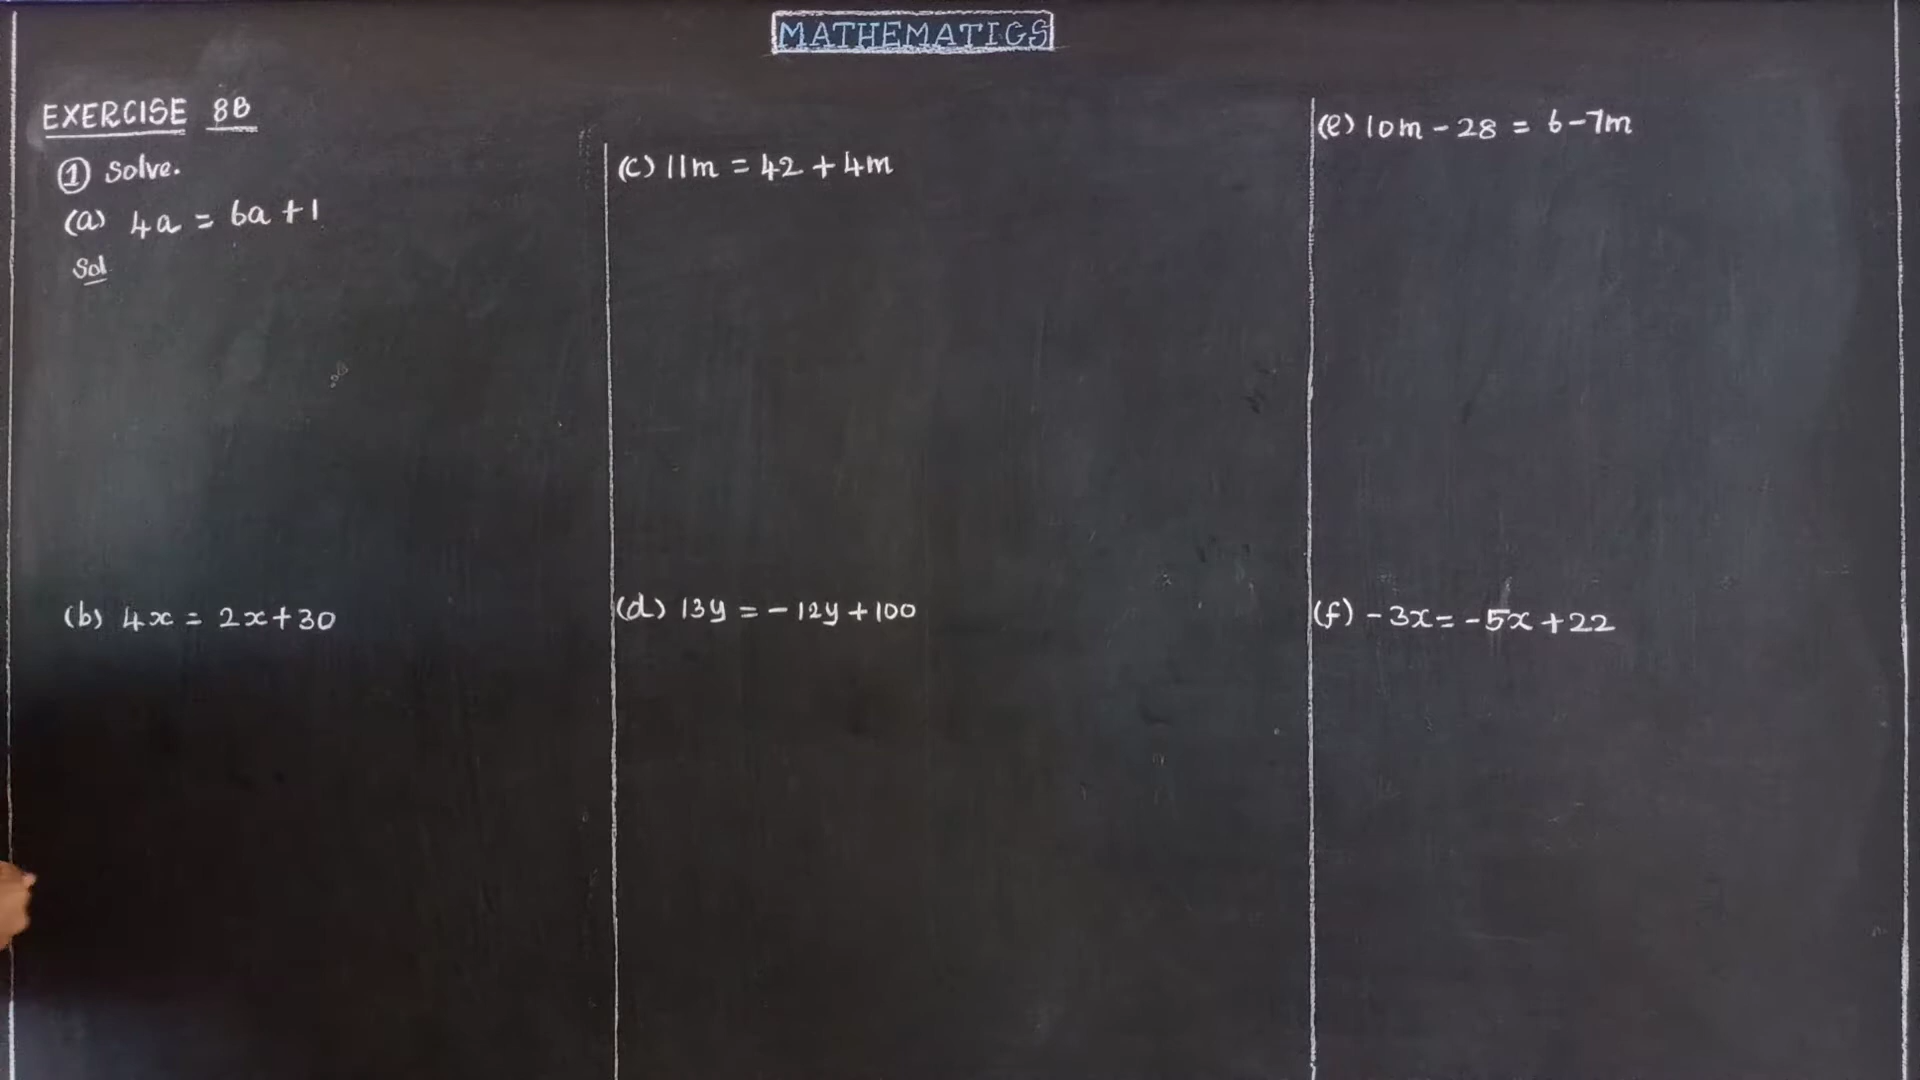 MATHEMATICS
EXERCISE 8B
① Solve.
(a) 4a = 6a + 1
Sol
(b) 4x = 2x + 30
(c) 11m = 42 + 4m
(d) 13y = - 12y + 100
(e) 10m - 28 = 6 - 7m
(f) - 3x = - 5x + 22